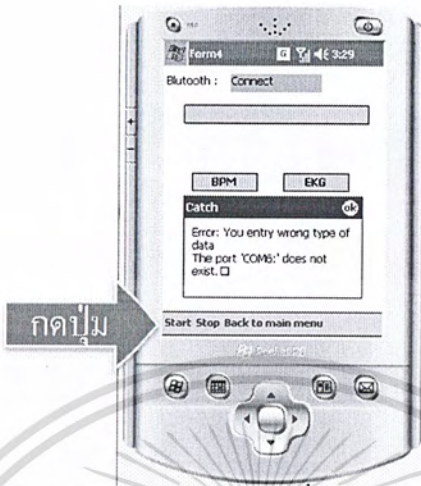 Form4 G 3:29
Blutooth : Connect
BPM EKG
Catch ok
Error: You entry wrong type of
data
The port 'COM6:' does not
exist.
กดปุ่ม
Start Stop Back to main menu